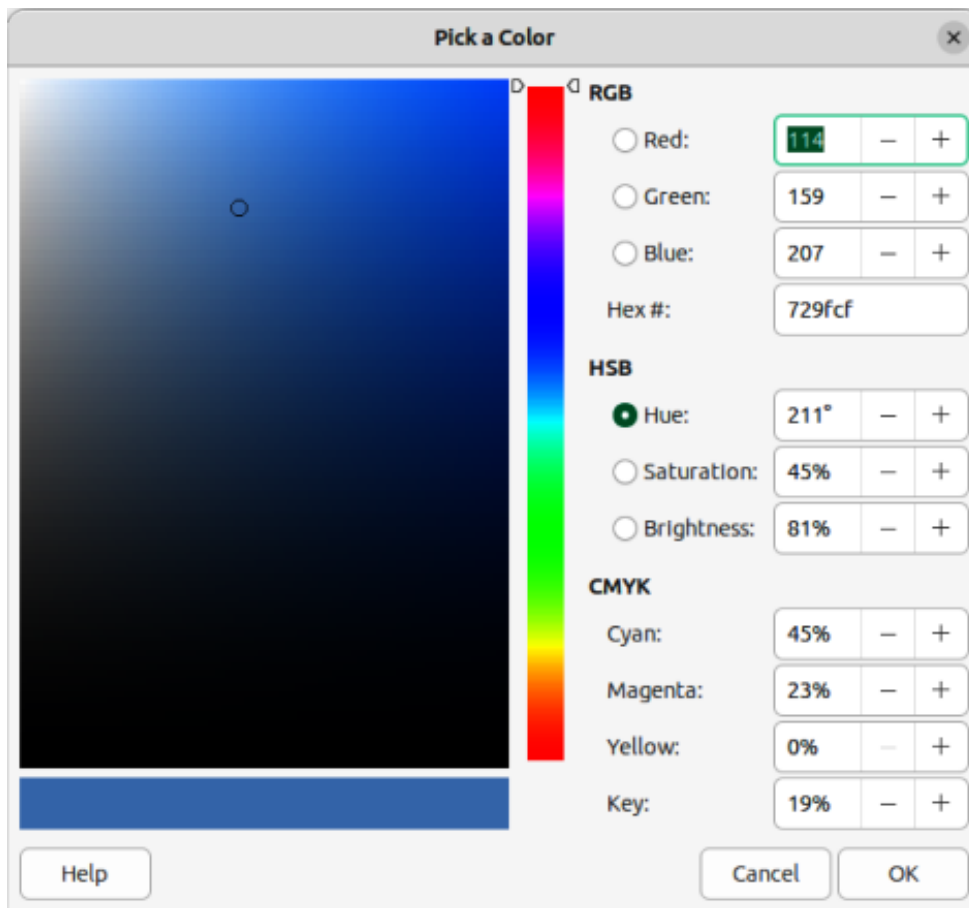 Pick a Color
RGB
Red: 114
Green: 159
Blue: 207
Hex #: 729fcf
HSB
Hue: 211°
Saturation: 45%
Brightness: 81%
CMYK
Cyan: 45%
Magenta: 23%
Yellow: 0%
Key: 19%
Help Cancel OK